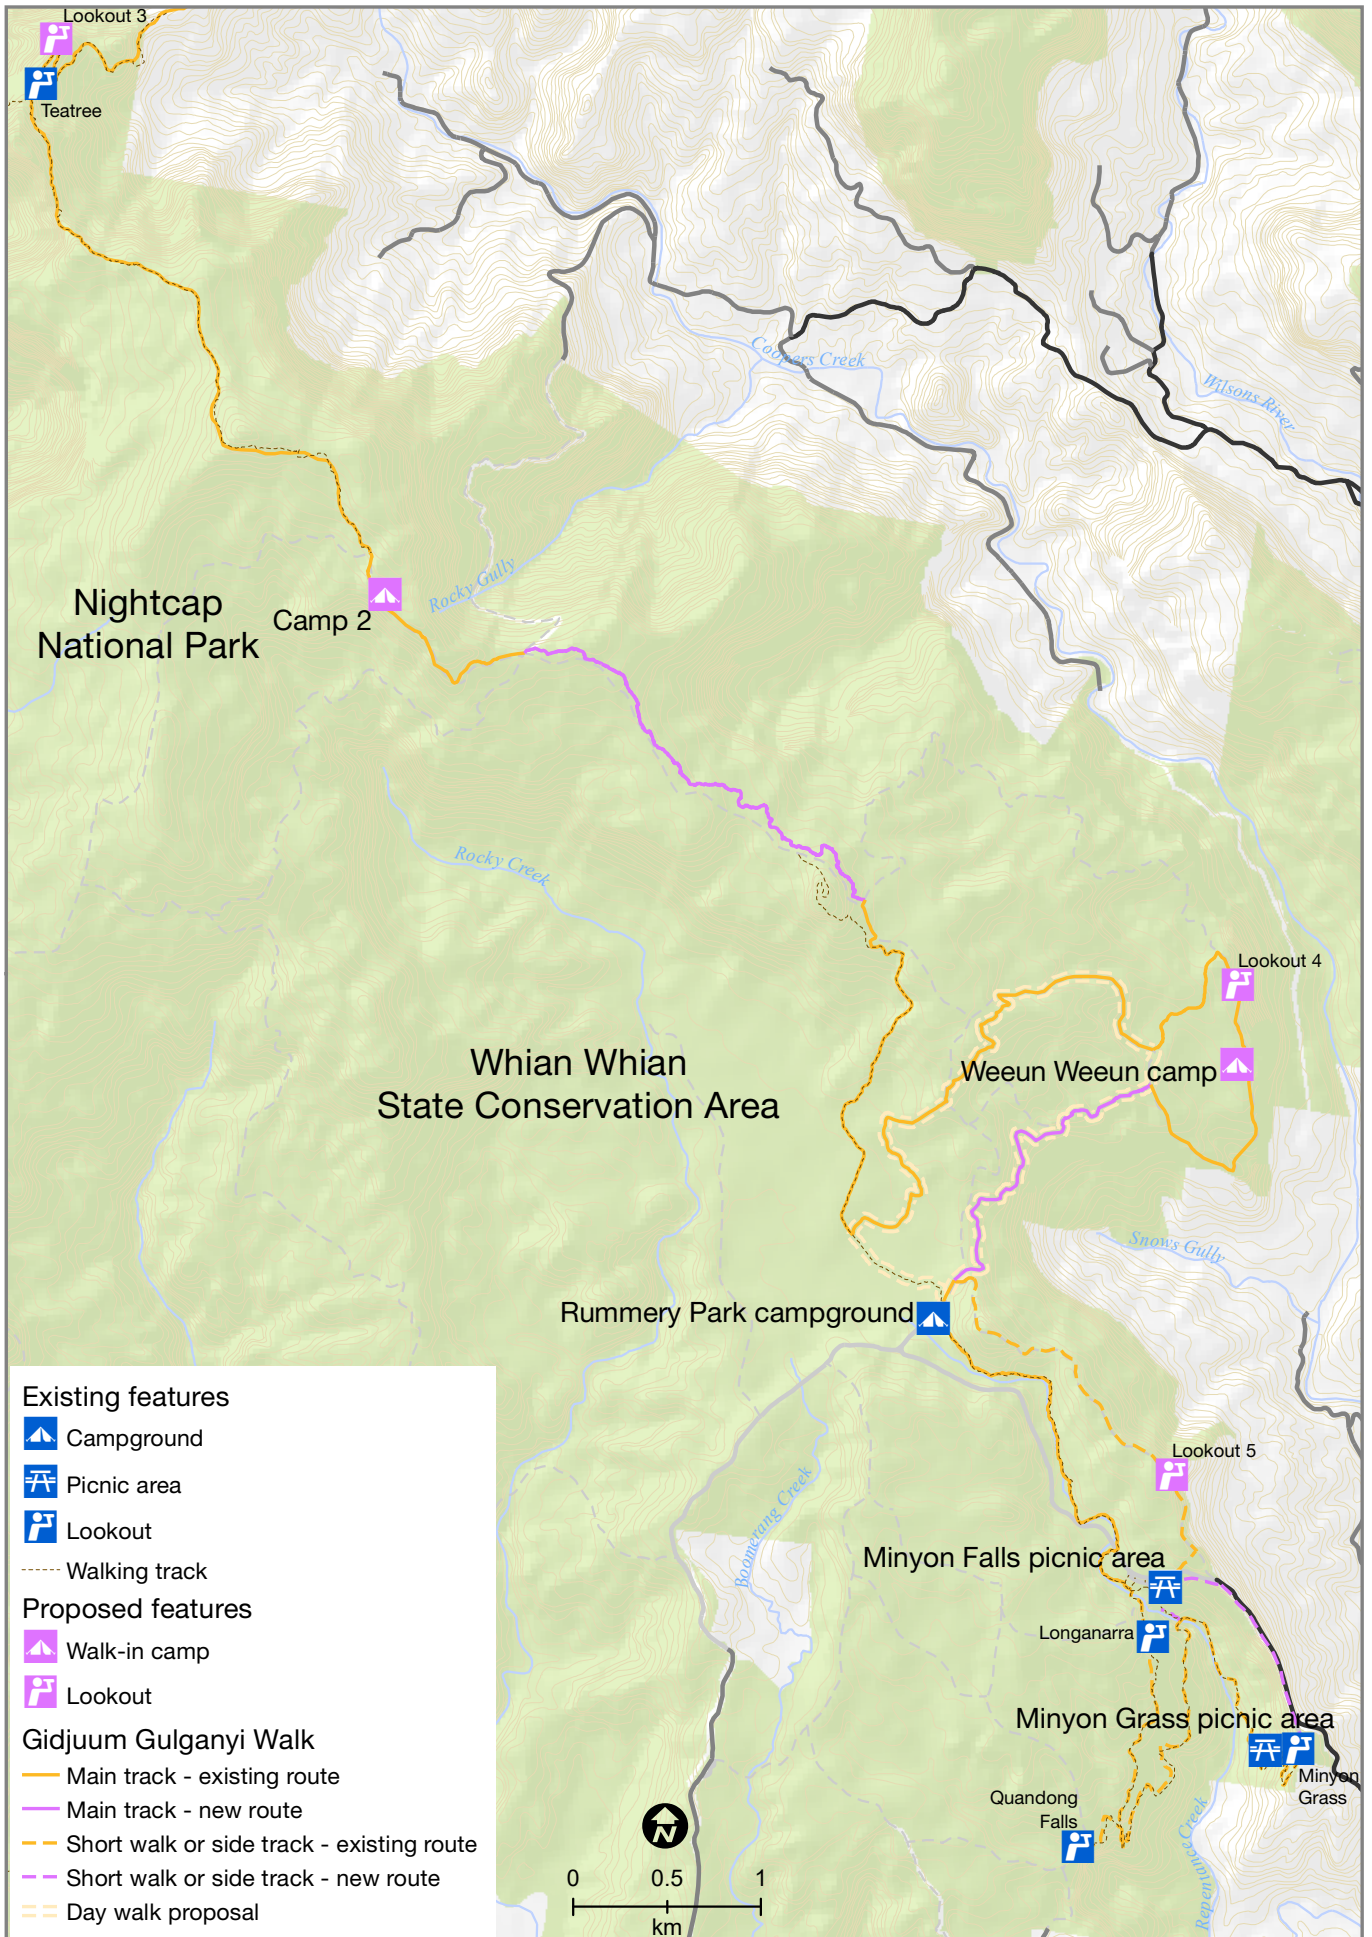 Lookout 3
Teatree
Coopers Creek
Wilsons River
Rocky Gully
Nightcap
National Park
Camp 2
Rocky Creek
Lookout 4
Whian Whian
State Conservation Area
Weeun Weeun camp
Snows Gully
Rummery Park campground
Lookout 5
Boomerang Creek
Minyon Falls picnic area
Longanarra
Minyon Grass picnic area
Minyon
Grass
Quandong
Falls
Repentance Creek
Existing features
Campground
Picnic area
Lookout
Walking track
Proposed features
Walk-in camp
Lookout
Gidjuum Gulganyi Walk
Main track - existing route
Main track - new route
Short walk or side track - existing route
Short walk or side track - new route
Day walk proposal
N
0 0.5 1
km